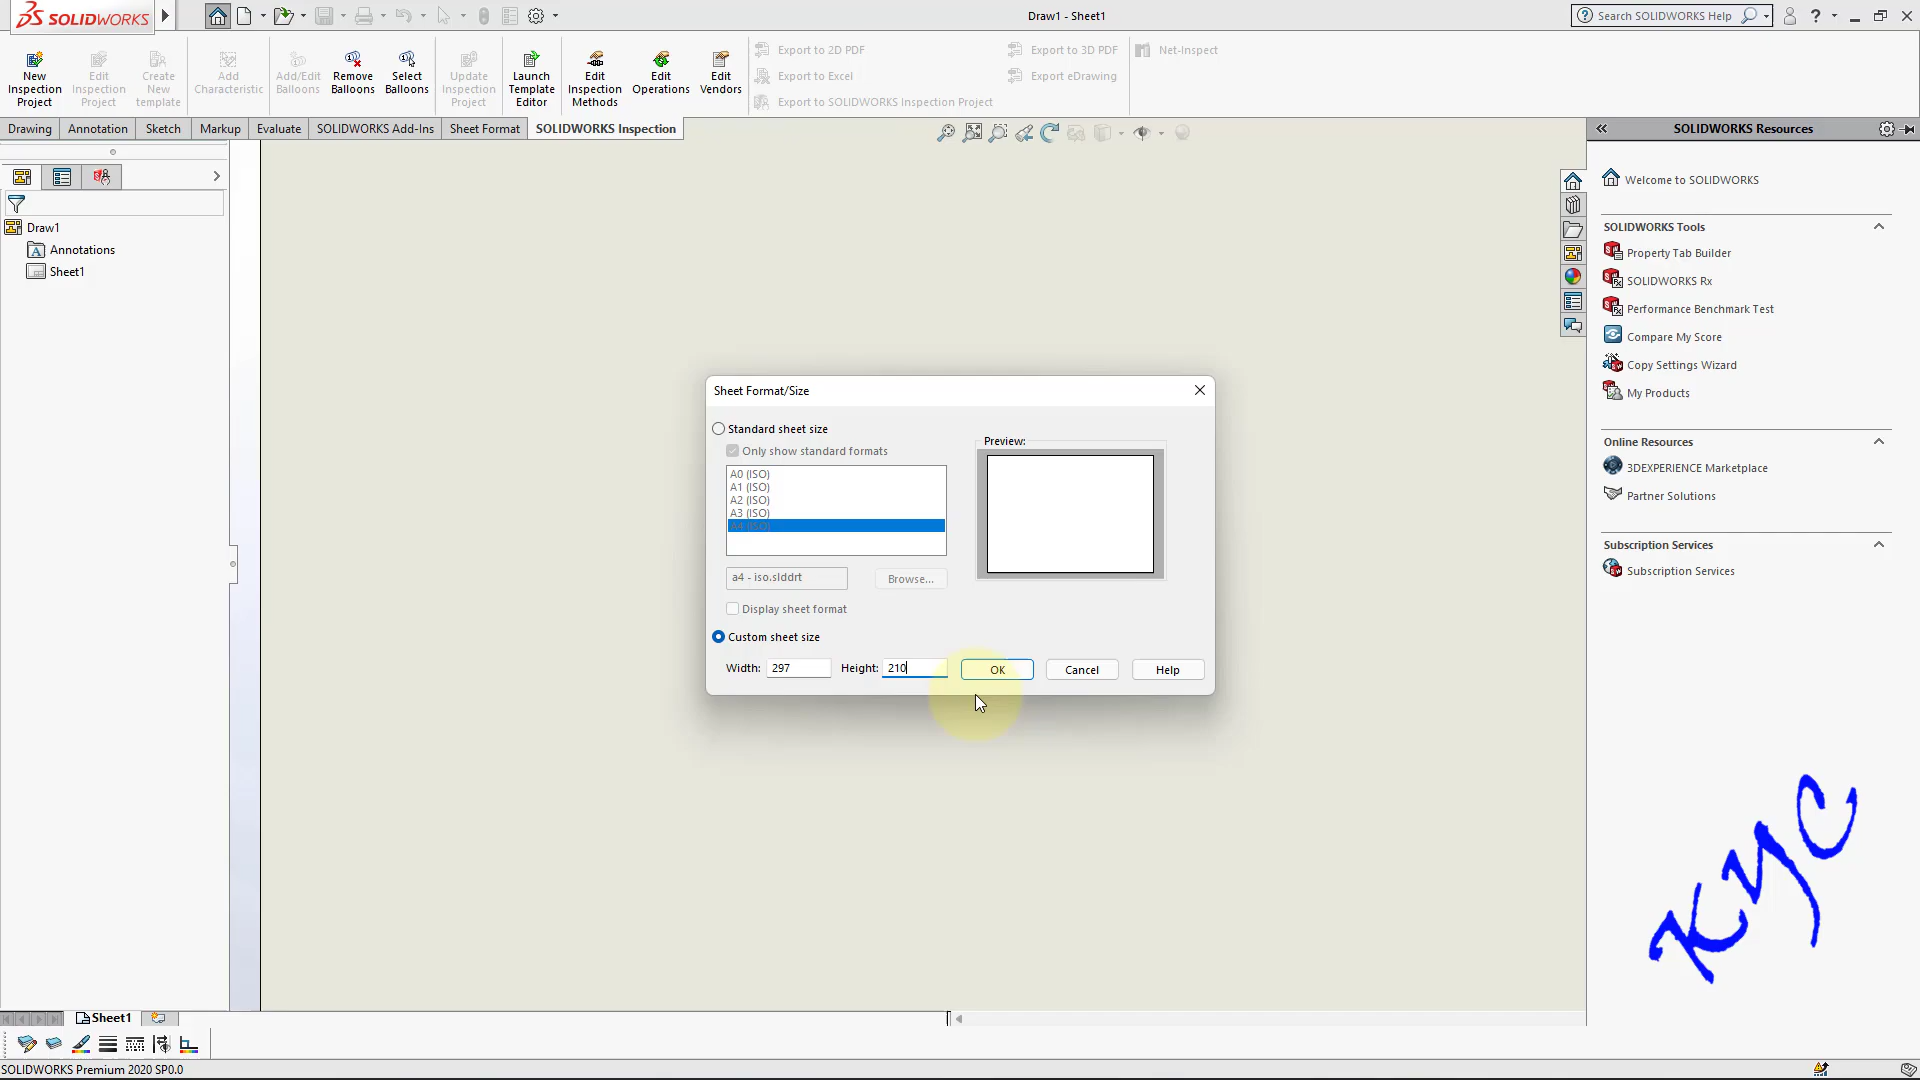 SOLIDWORKS
Draw1 - Sheet1
Search SOLIDWORKS Help
?
New Inspection Project
Edit Inspection Project
Create New template
Add Characteristic
Add/Edit Balloons
Remove Balloons
Select Balloons
Update Inspection Project
Launch Template Editor
Edit Inspection Methods
Edit Operations
Edit Vendors
Export to 2D PDF
Export to Excel
Export to SOLIDWORKS Inspection Project
Export to 3D PDF
Export eDrawing
Net-Inspect
Drawing
Annotation
Sketch
Markup
Evaluate
SOLIDWORKS Add-Ins
Sheet Format
SOLIDWORKS Inspection
SOLIDWORKS Resources
Draw1
Annotations
Sheet1
Welcome to SOLIDWORKS
SOLIDWORKS Tools
Property Tab Builder
SOLIDWORKS Rx
Performance Benchmark Test
Compare My Score
Copy Settings Wizard
My Products
Online Resources
3DEXPERIENCE Marketplace
Partner Solutions
Subscription Services
Subscription Services
Sheet Format/Size
Standard sheet size
Only show standard formats
A0 (ISO)
A1 (ISO)
A2 (ISO)
A3 (ISO)
A4 (ISO)
a4 - iso.slddrt
Browse...
Display sheet format
Preview:
Custom sheet size
Width: 297 Height: 210
OK
Cancel
Help
KYC
Sheet1
SOLIDWORKS Premium 2020 SP0.0